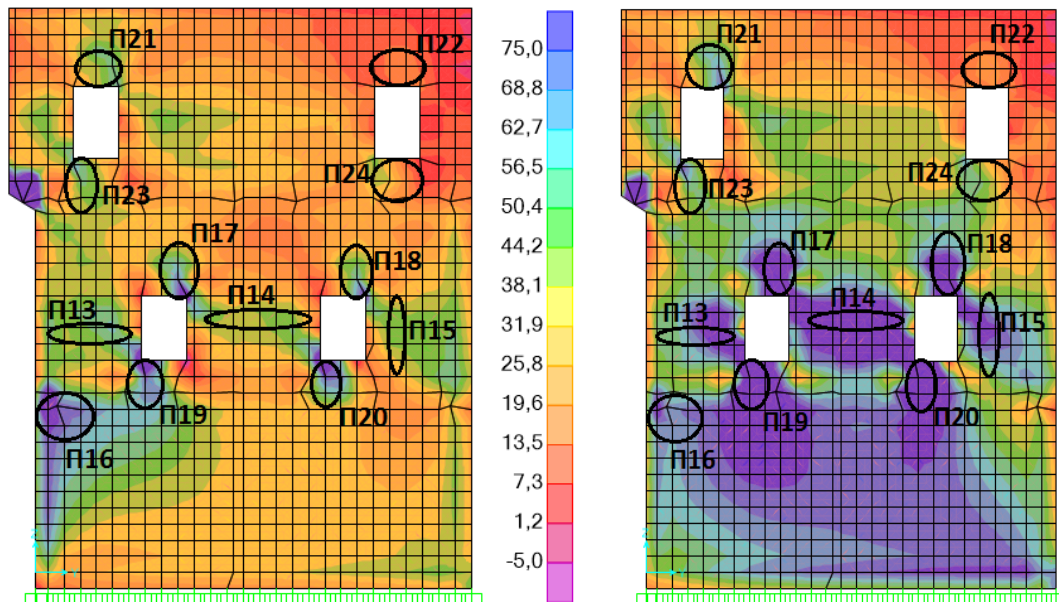 П21
П22
П23
П24
П17
П18
П13
П14
П15
П19
П20
П16
Z
Y
75,0
68,8
62,7
56,5
50,4
44,2
38,1
31,9
25,8
19,6
13,5
7,3
1,2
-5,0
П21
П22
П23
П24
П17
П18
П13
П14
П15
П19
П20
П16